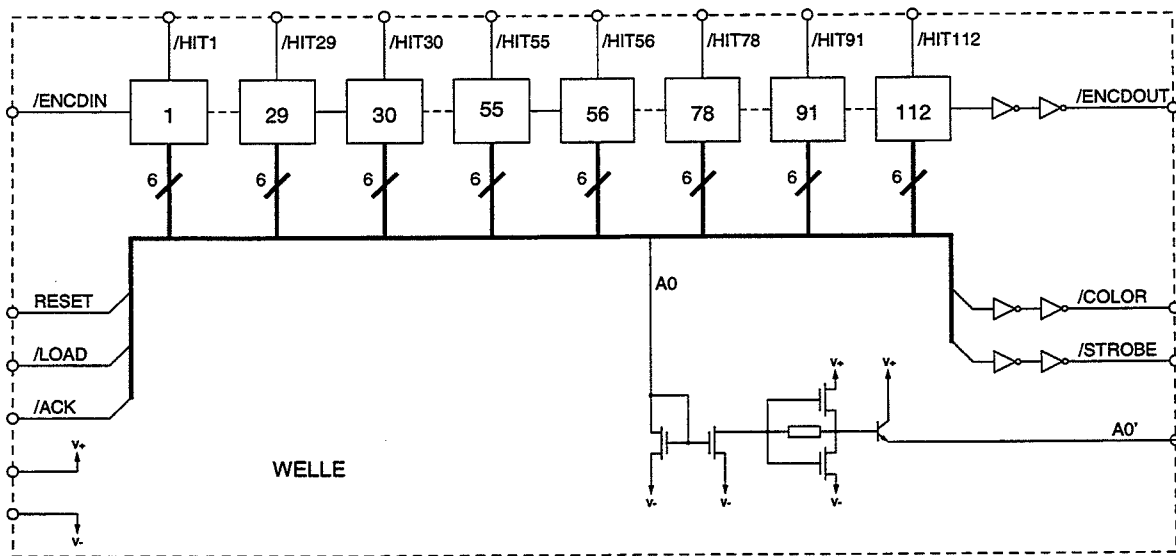 /HIT1 /HIT29 /HIT30 /HIT55 /HIT56 /HIT78 /HIT91 /HIT112
/ENCDIN 1 29 30 55 56 78 91 112 /ENCDOUT
6 6 6 6 6 6 6 6
A0
RESET /COLOR
/LOAD /STROBE
V+ V+
/ACK
A0'
V+
WELLE
V- V- V-
V-